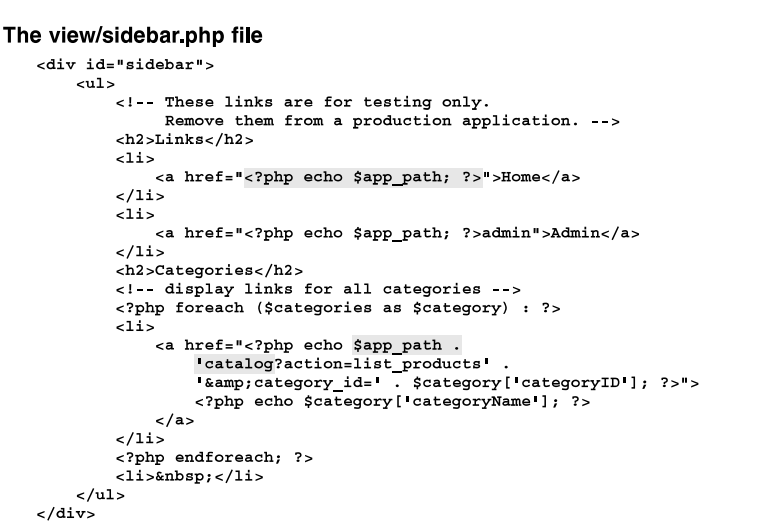 The view/sidebar.php file
<div id="sidebar">
    <ul>
        <!-- These links are for testing only.
             Remove them from a production application. -->
        <h2>Links</h2>
        <li>
            <a href="<?php echo $app_path; ?>">Home</a>
        </li>
        <li>
            <a href="<?php echo $app_path; ?>admin">Admin</a>
        </li>
        <h2>Categories</h2>
        <!-- display links for all categories -->
        <?php foreach ($categories as $category) : ?>
        <li>
            <a href="<?php echo $app_path .
                'catalog?action=list_products' .
                '&amp;category_id=' . $category['categoryID']; ?>">
                <?php echo $category['categoryName']; ?>
            </a>
        </li>
        <?php endforeach; ?>
        <li>&nbsp;</li>
    </ul>
</div>